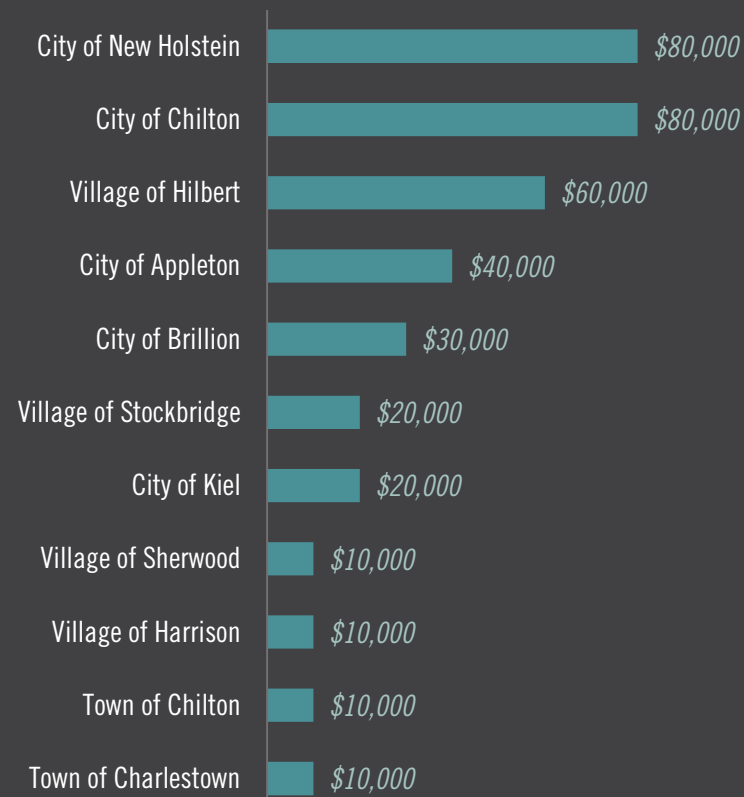 City of New Holstein $80,000
City of Chilton $80,000
Village of Hilbert $60,000
City of Appleton $40,000
City of Brillion $30,000
Village of Stockbridge $20,000
City of Kiel $20,000
Village of Sherwood $10,000
Village of Harrison $10,000
Town of Chilton $10,000
Town of Charlestown $10,000